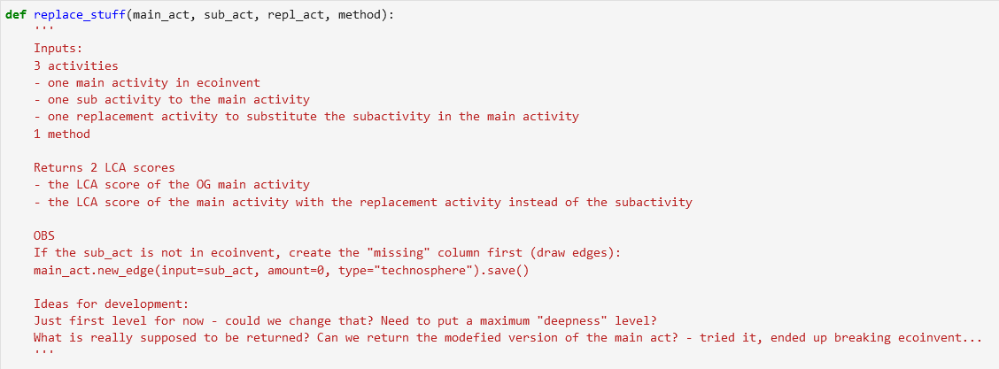 def replace_stuff(main_act, sub_act, repl_act, method):
'''
Inputs:
3 activities
- one main activity in ecoinvent
- one sub activity to the main activity
- one replacement activity to substitute the subactivity in the main activity
1 method
Returns 2 LCA scores
- the LCA score of the OG main activity
- the LCA score of the main activity with the replacement activity instead of the subactivity
OBS
If the sub_act is not in ecoinvent, create the "missing" column first (draw edges):
main_act.new_edge(input=sub_act, amount=0, type="technosphere").save()
Ideas for development:
Just first level for now - could we change that? Need to put a maximum "deepness" level?
What is really supposed to be returned? Can we return the modefied version of the main act? - tried it, ended up breaking ecoinvent...
'''